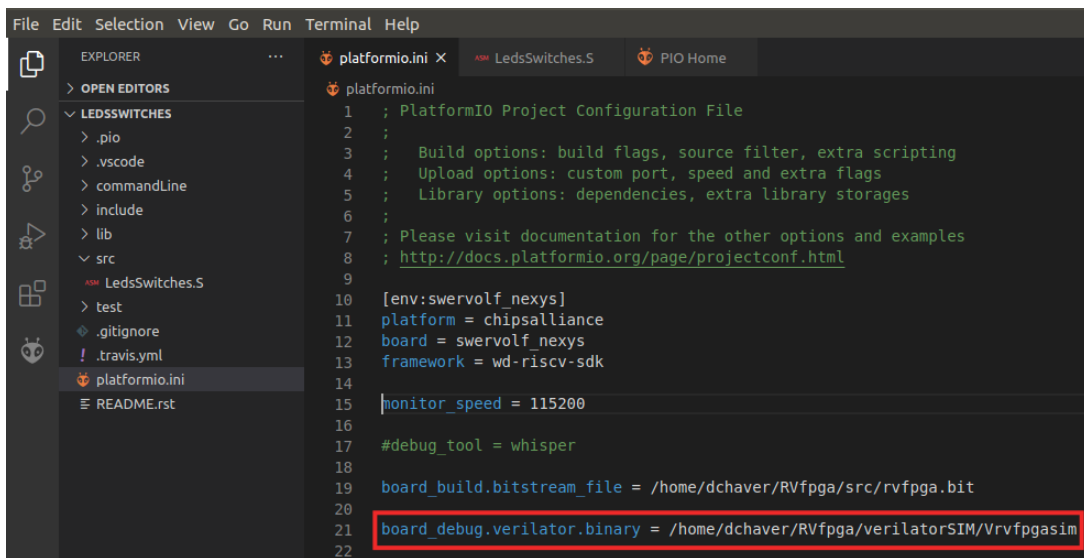 File Edit Selection View Go Run Terminal Help
EXPLORER ...
> OPEN EDITORS
LEDSSWITCHES
> .pio
> .vscode
> commandLine
> include
> lib
src
ASM LedsSwitches.S
> test
.gitignore
! .travis.yml
platformio.ini
README.rst
platformio.ini ×
ASM LedsSwitches.S
PIO Home
platformio.ini
1 ; PlatformIO Project Configuration File
2 ;
3 ;   Build options: build flags, source filter, extra scripting
4 ;   Upload options: custom port, speed and extra flags
5 ;   Library options: dependencies, extra library storages
6 ;
7 ; Please visit documentation for the other options and examples
8 ; http://docs.platformio.org/page/projectconf.html
9
10 [env:swervolf_nexys]
11 platform = chipsalliance
12 board = swervolf_nexys
13 framework = wd-riscv-sdk
14
15 monitor_speed = 115200
16
17 #debug_tool = whisper
18
19 board_build.bitstream_file = /home/dchaver/RVfpga/src/rvfpga.bit
20
21 board_debug.verilator.binary = /home/dchaver/RVfpga/verilatorSIM/Vrvfpgasim
22